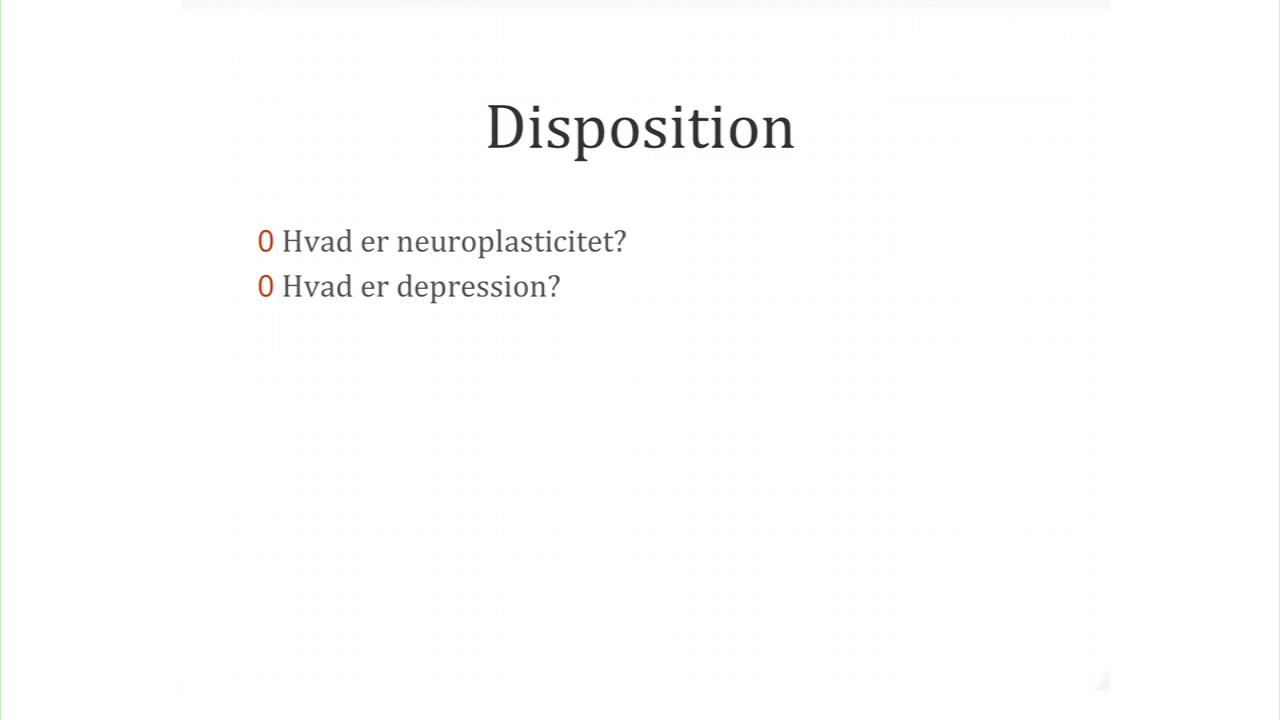 Disposition
0 Hvad er neuroplasticitet?
0 Hvad er depression?